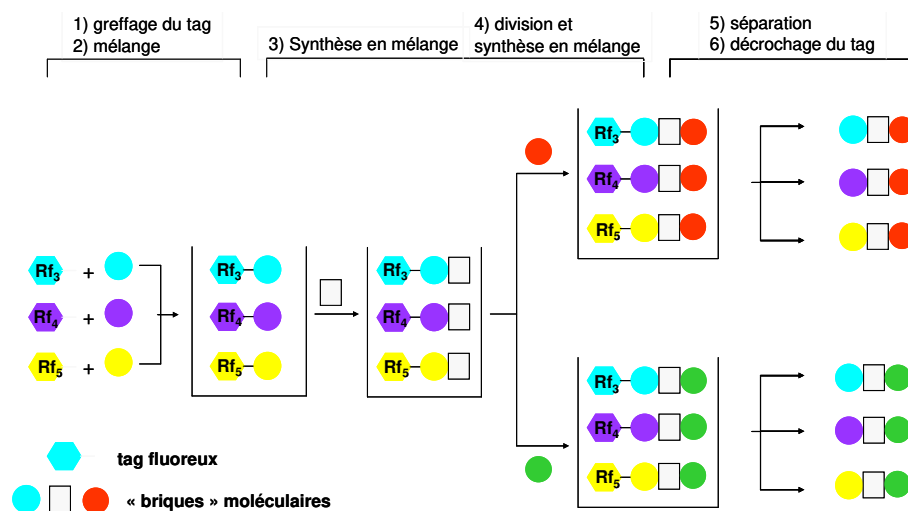 1) greffage du tag
2) mélange
3) Synthèse en mélange
4) division et
synthèse en mélange
5) séparation
6) décrochage du tag
Rf3 +
Rf4 +
Rf5 +
Rf3
Rf4
Rf5
Rf3
Rf4
Rf5
Rf3
Rf4
Rf5
Rf3
Rf4
Rf5
tag fluoreux
« briques » moléculaires